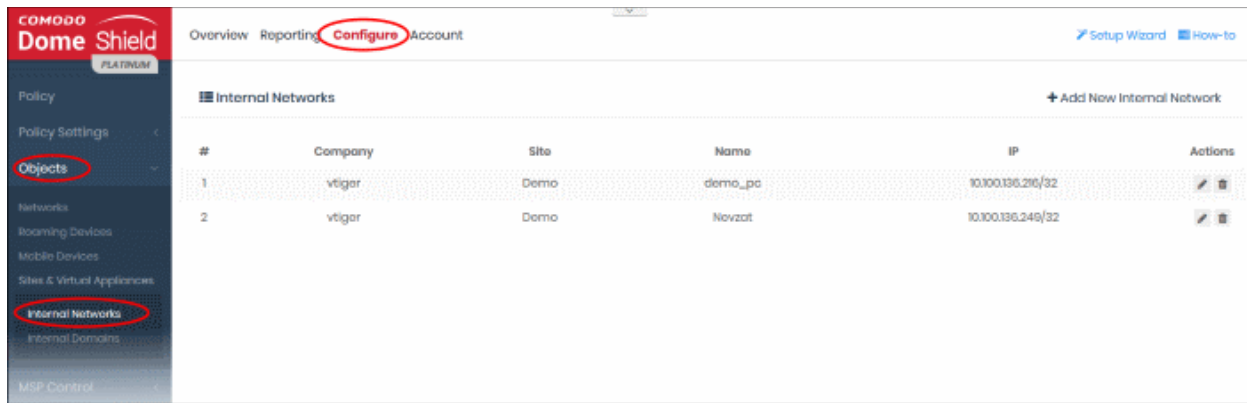 COMODO
Dome Shield
PLATINUM
Overview Reporting Configure Account
Setup Wizard How-to
Policy
Policy Settings
Objects
Networks
Roaming Devices
Mobile Devices
Sites & Virtual Appliances
Internal Networks
Internal Domains
MSP Control
Internal Networks
+ Add New Internal Network
# Company Site Name IP Actions
1 vtiger Demo demo_pc 10.100.136.216/32
2 vtiger Demo Nevzat 10.100.136.249/32